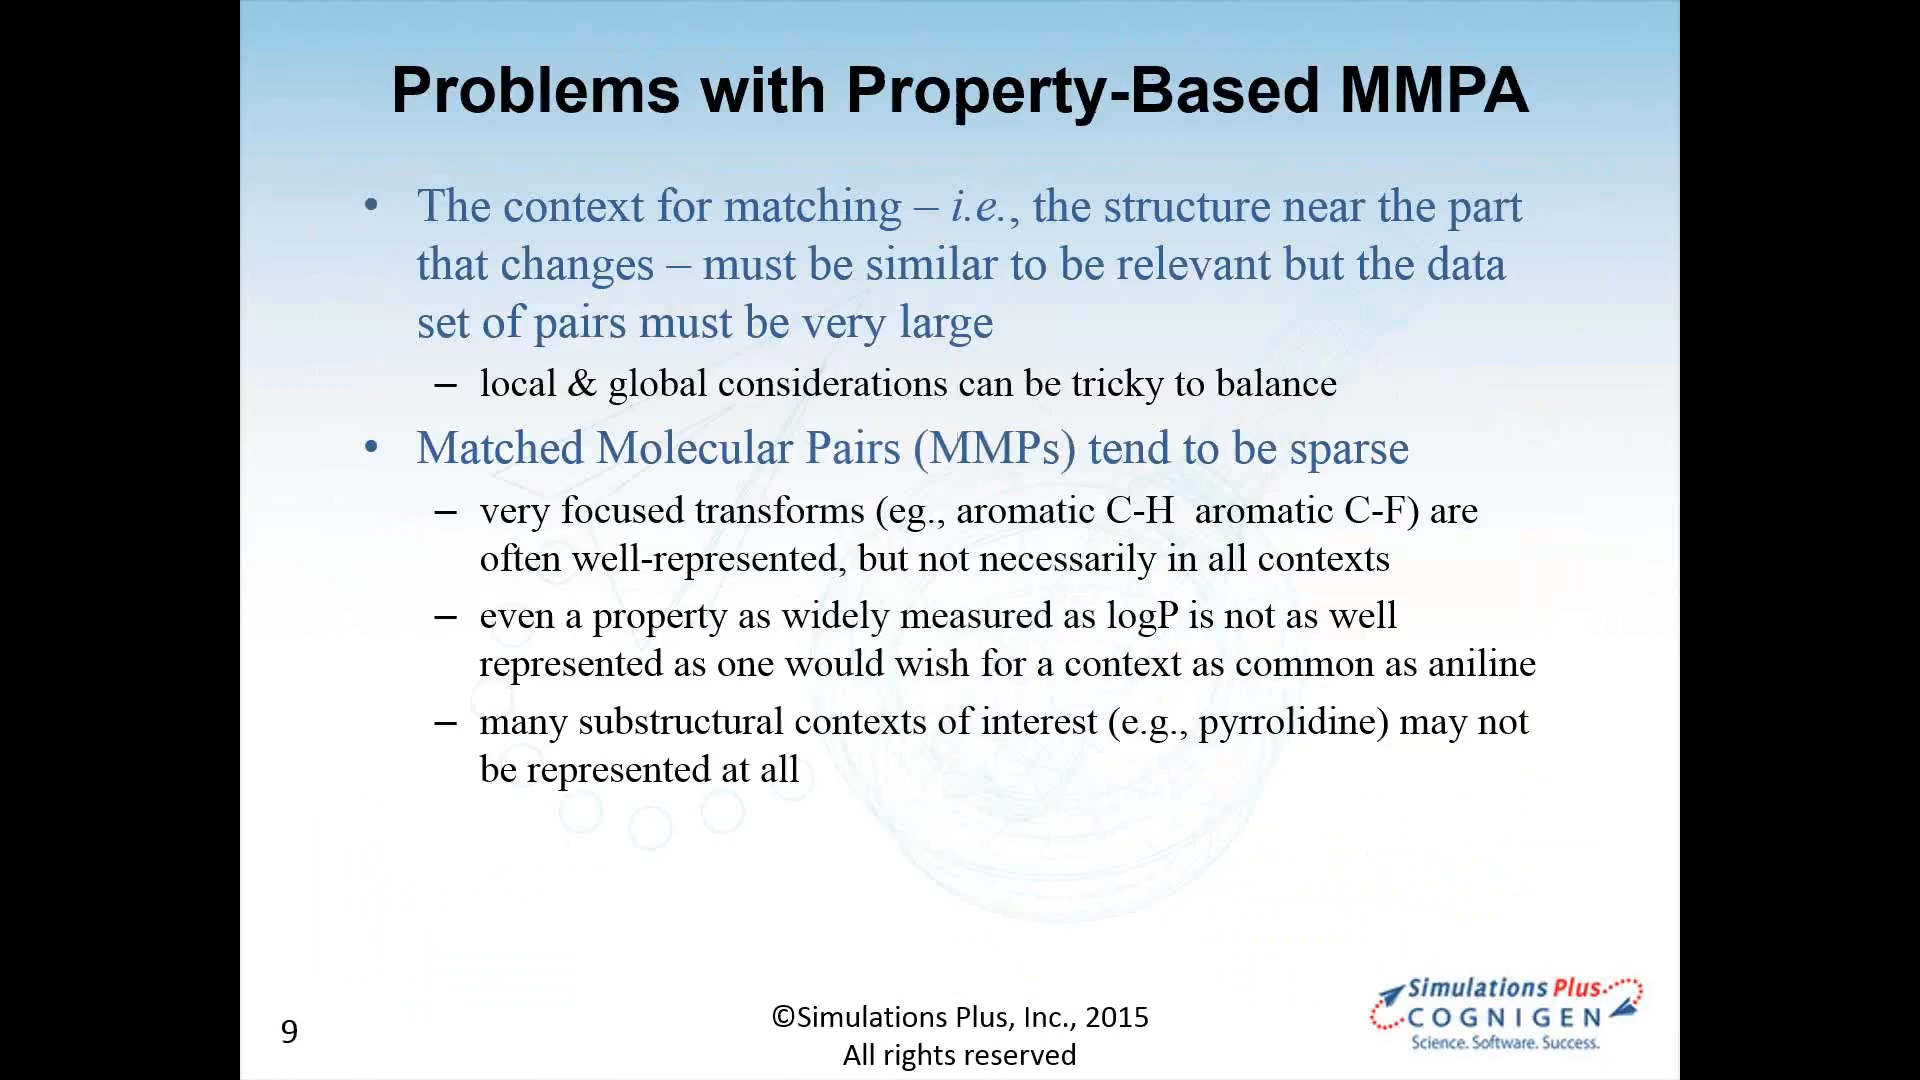 Problems with Property-Based MMPA
• The context for matching – i.e., the structure near the part
that changes – must be similar to be relevant but the data
set of pairs must be very large
– local & global considerations can be tricky to balance
• Matched Molecular Pairs (MMPs) tend to be sparse
– very focused transforms (eg., aromatic C-H  aromatic C-F) are
often well-represented, but not necessarily in all contexts
– even a property as widely measured as logP is not as well
represented as one would wish for a context as common as aniline
– many substructural contexts of interest (e.g., pyrrolidine) may not
be represented at all
9
©Simulations Plus, Inc., 2015
All rights reserved
Simulations Plus
COGNIGEN
Science. Software. Success.